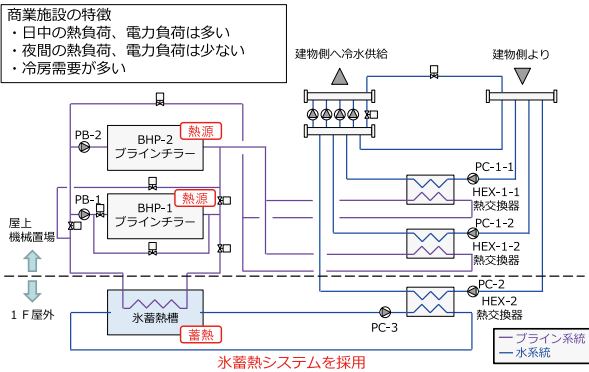 商業施設の特徴
・日中の熱負荷、電力負荷は多い
・夜間の熱負荷、電力負荷は少ない
・冷房需要が多い
建物側へ冷水供給
建物側より
PB-2
BHP-2
ブラインチラー
熱源
PB-1
BHP-1
ブラインチラー
熱源
PC-1-1
HEX-1-1
熱交換器
PC-1-2
HEX-1-2
熱交換器
屋上
機械置場
１Ｆ屋外
氷蓄熱槽
蓄熱
PC-3
PC-2
HEX-2
熱交換器
氷蓄熱システムを採用
ブライン系統
水系統